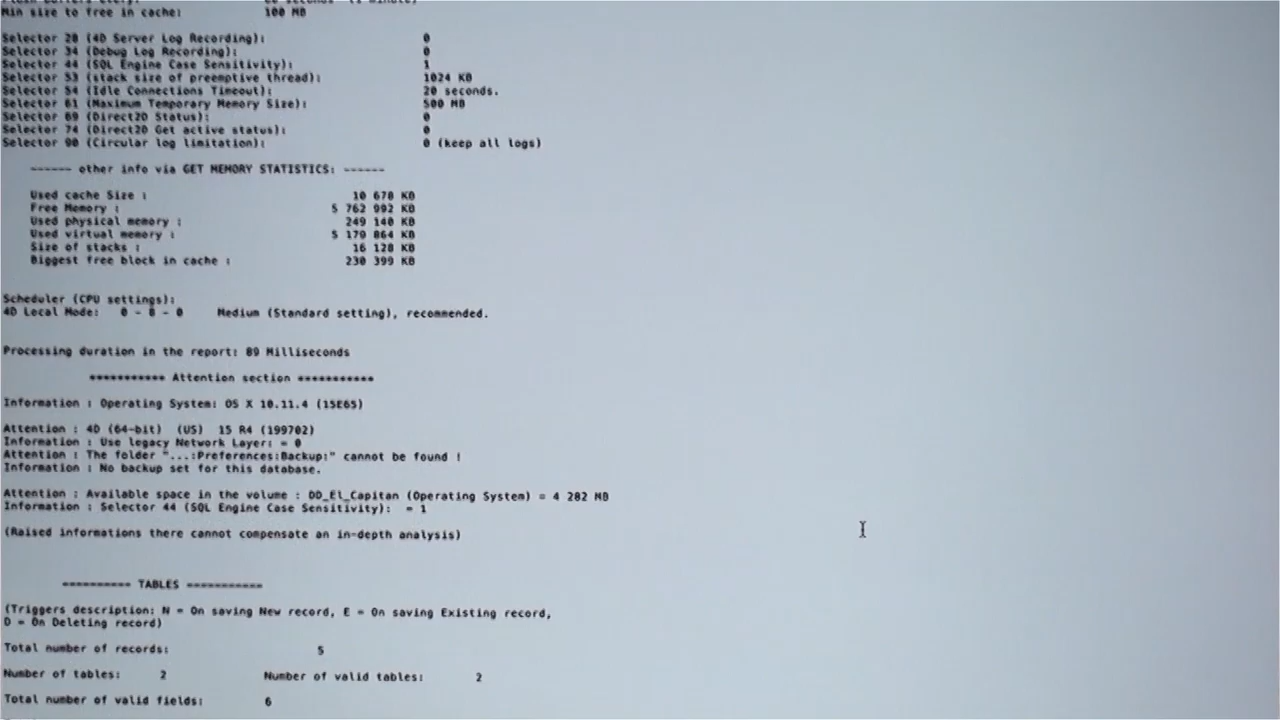 Min size to free in cache: 100 MB
Selector 28 (4D Server Log Recording): 0
Selector 34 (Debug Log Recording): 0
Selector 44 (SQL Engine Case Sensitivity): 1
Selector 53 (stack size of preemptive thread): 1024 KB
Selector 54 (Idle Connections Timeout): 20 seconds.
Selector 61 (Maximum Temporary Memory Size): 500 MB
Selector 69 (Direct2D Status): 0
Selector 74 (Direct2D Get active status): 0
Selector 90 (Circular log limitation): 0 (keep all logs)
------ other info via GET MEMORY STATISTICS: ------
Used cache Size : 10 670 KB
Free Memory : 5 762 992 KB
Used physical memory : 249 140 KB
Used virtual memory : 5 179 864 KB
Size of stacks : 16 128 KB
Biggest free block in cache : 230 399 KB
Scheduler (CPU settings):
4D Local Mode: 0 - 8 - 0 Medium (Standard setting), recommended.
Processing duration in the report: 89 Milliseconds
*********** Attention section ***********
Information : Operating System: OS X 10.11.4 (15E65)
Attention : 4D (64-bit) (US) 15 R4 (199702)
Information : Use legacy Network Layer: = 0
Attention : The folder "...:Preferences:Backup:" cannot be found !
Information : No backup set for this database.
Attention : Available space in the volume : DD_El_Capitan (Operating System) = 4 282 MB
Information : Selector 44 (SQL Engine Case Sensitivity): = 1
(Raised informations there cannot compensate an in-depth analysis)
========== TABLES ===========
(Triggers description: N = On saving New record, E = On saving Existing record,
D = On Deleting record)
Total number of records: 5
Number of tables: 2 Number of valid tables: 2
Total number of valid fields: 6